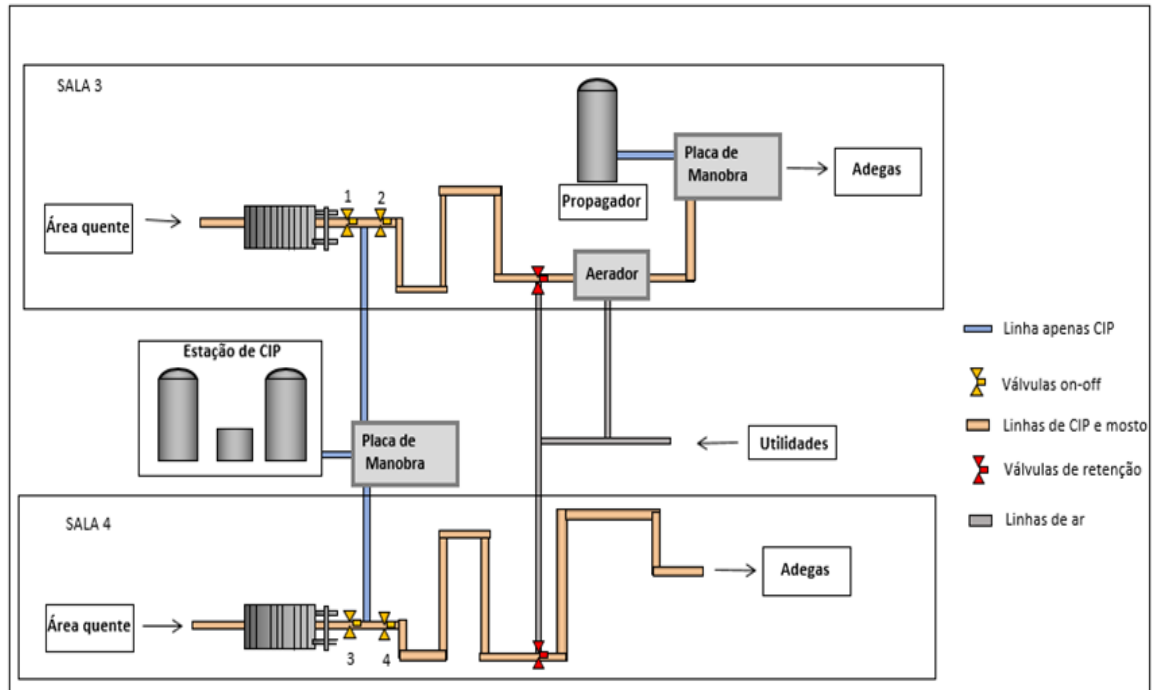 SALA 3
Placa de
Manobra
Adegas
Propagador
1 2
Área quente
Aerador
Estação de CIP
Linha apenas CIP
Válvulas on-off
Placa de
Manobra
Linhas de CIP e mosto
Utilidades
Válvulas de retenção
SALA 4
Linhas de ar
Adegas
Área quente
3 4